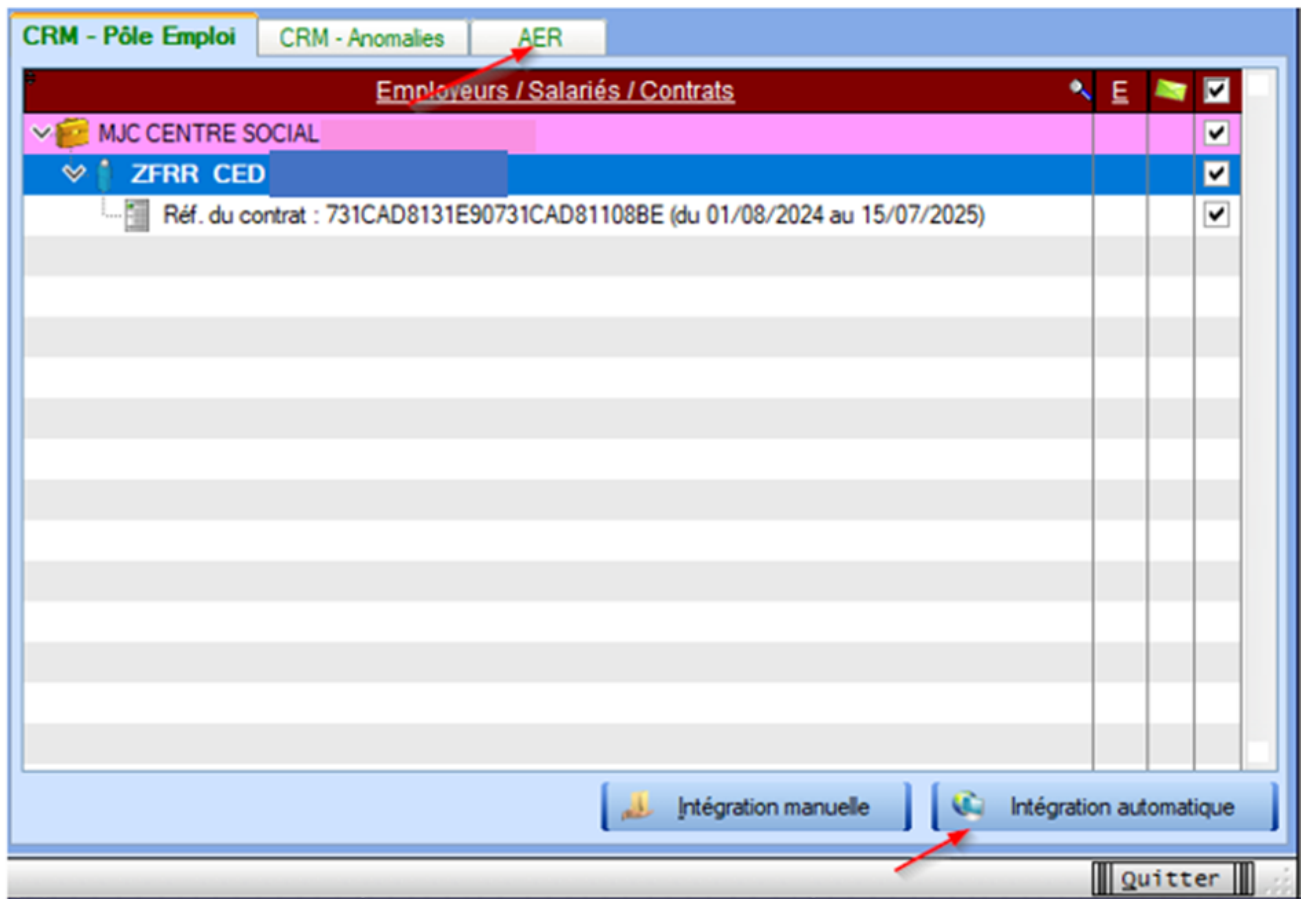 CRM - Pôle Emploi CRM - Anomalies AER
Employeurs / Salariés / Contrats E
MJC CENTRE SOCIAL
ZFRR CED
Réf. du contrat : 731CAD8131E90731CAD81108BE (du 01/08/2024 au 15/07/2025)
Intégration manuelle Intégration automatique
Quitter